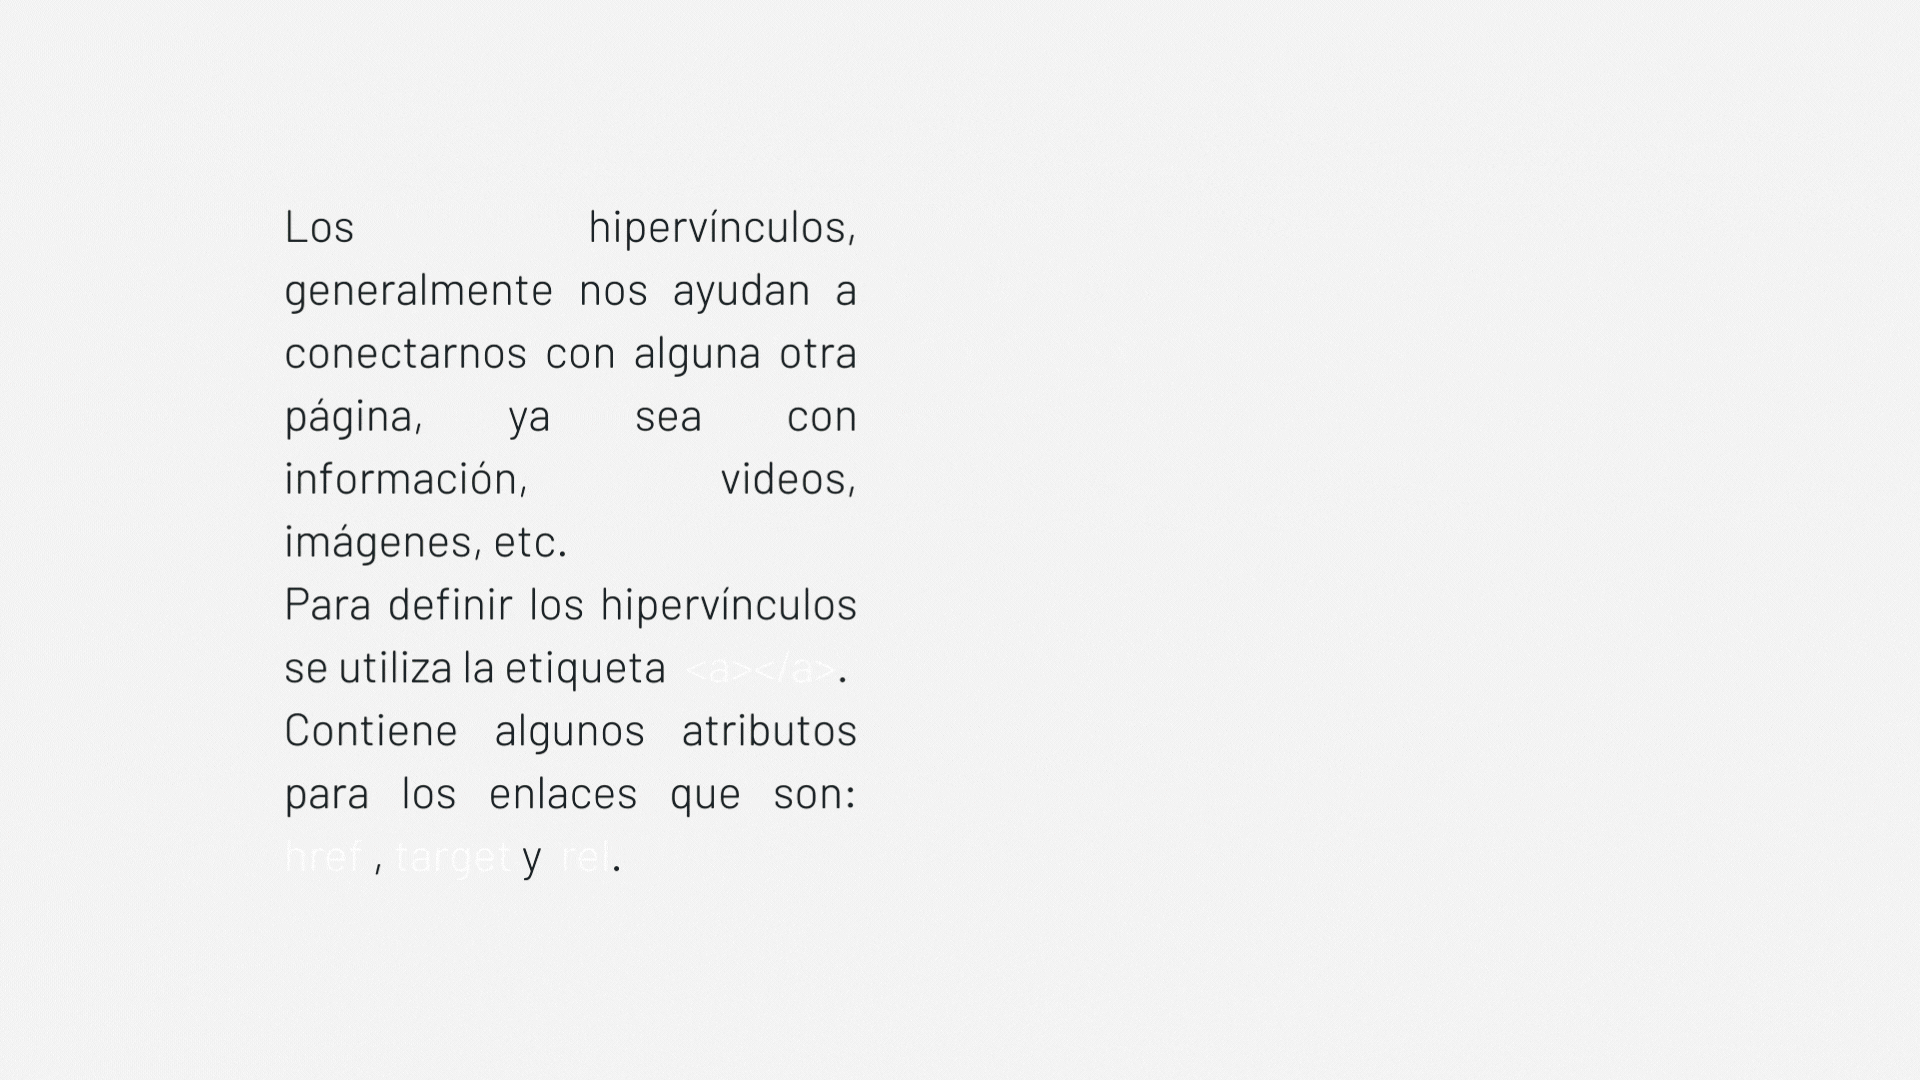 Los hipervínculos,
generalmente nos ayudan a
conectarnos con alguna otra
página, ya sea con
información, videos,
imágenes, etc.
Para definir los hipervínculos
se utiliza la etiqueta <a></a>.
Contiene algunos atributos
para los enlaces que son:
href , target y rel.